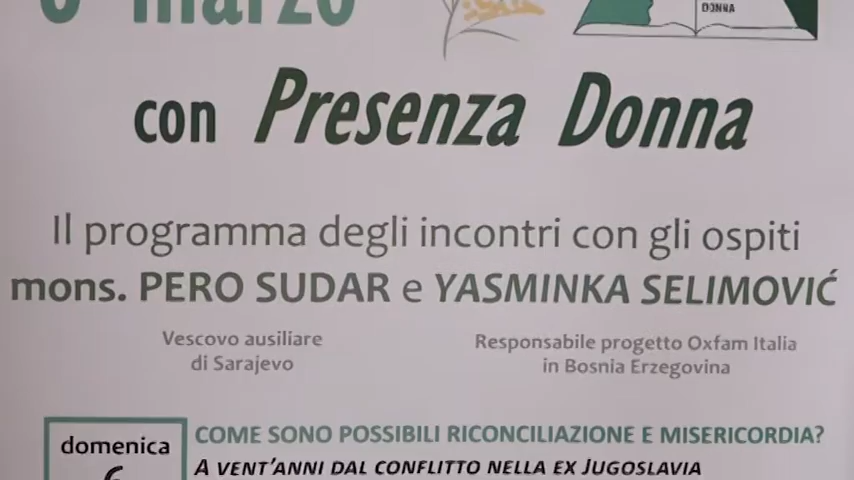 marzo
DONNA
con Presenza Donna
Il programma degli incontri con gli ospiti
mons. PERO SUDAR e YASMINKA SELIMOVIĆ
Vescovo ausiliare
di Sarajevo
Responsabile progetto Oxfam Italia
in Bosnia Erzegovina
domenica
COME SONO POSSIBILI RICONCILIAZIONE E MISERICORDIA?
A VENT'ANNI DAL CONFLITTO NELLA EX JUGOSLAVIA